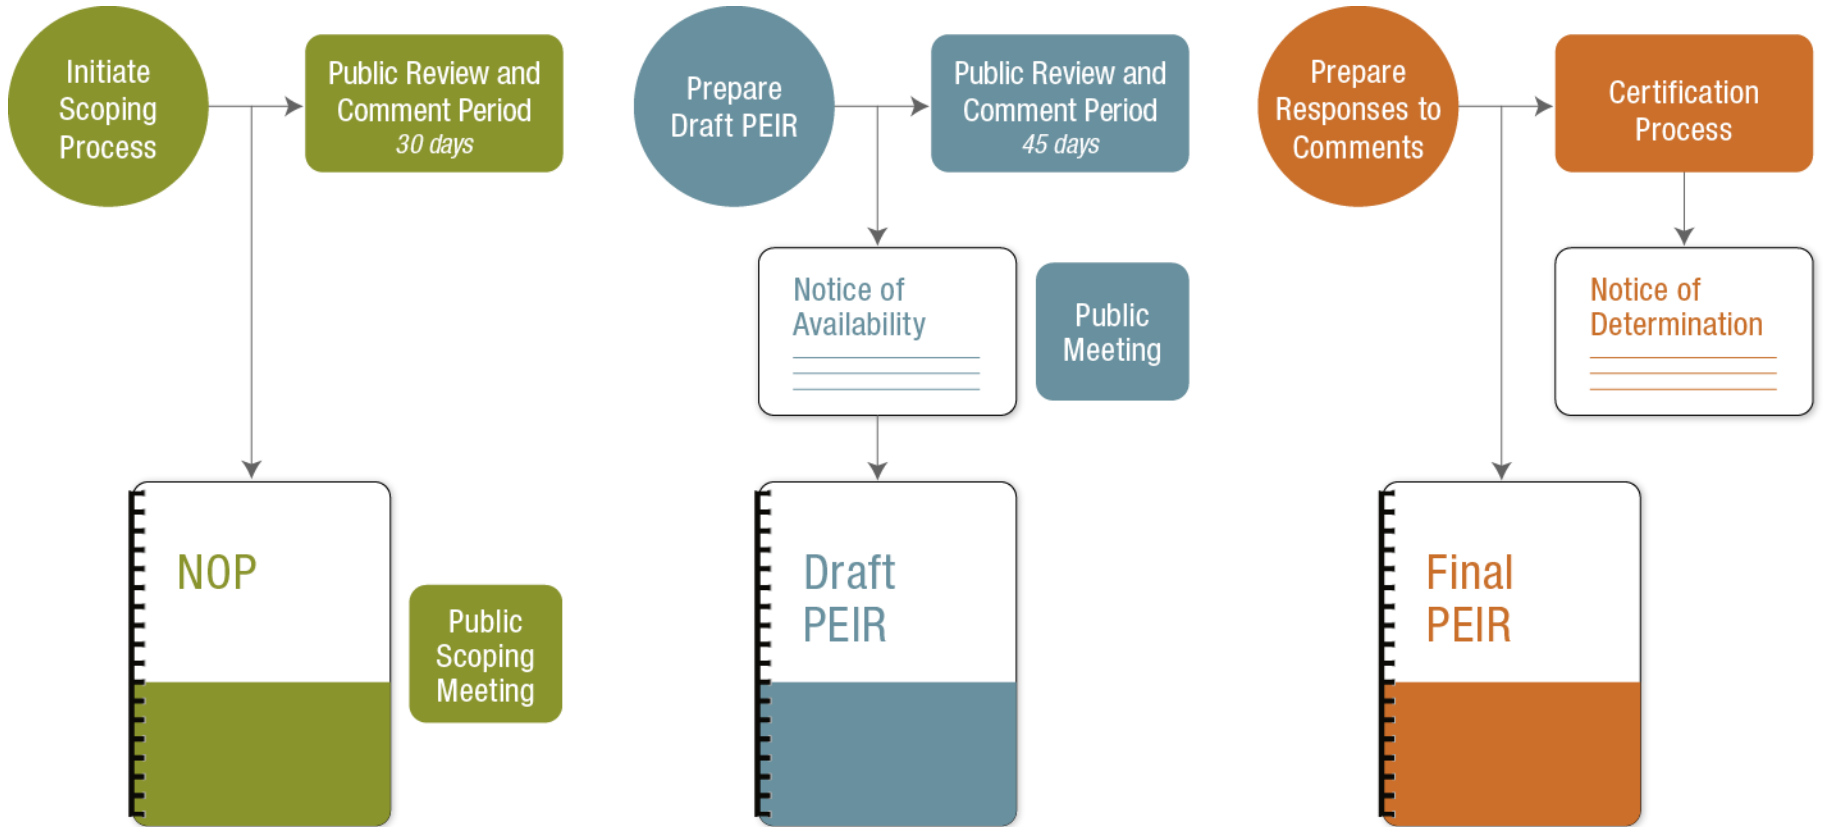 Initiate
Scoping
Process
Public Review and
Comment Period
30 days
NOP
Public
Scoping
Meeting
Prepare
Draft PEIR
Public Review and
Comment Period
45 days
Notice of
Availability
Public
Meeting
Draft
PEIR
Prepare
Responses to
Comments
Certification
Process
Notice of
Determination
Final
PEIR